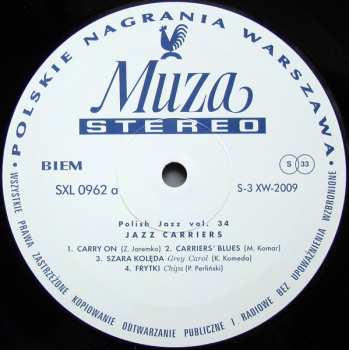 • POLSKIE NAGRANIA WARSZAWA •
Muza
STEREO
BIEM
S 33
SXL 0962 a
S-3 XW-2009
Polish Jazz vol. 34
JAZZ CARRIERS
1. CARRY ON (Z. Jaremko) 2. CARRIERS' BLUES (M. Komar)
3. SZARA KOLĘDA Grey Carol (K. Komeda)
4. FRYTKI Chips (P. Perliński)
WSZYSTKIE PRAWA ZASTRZEŻONE KOPIOWANIE ODTWARZANIE PUBLICZNE I RADIOWE BEZ UPOWAŻNIENIA WZBRONIONE